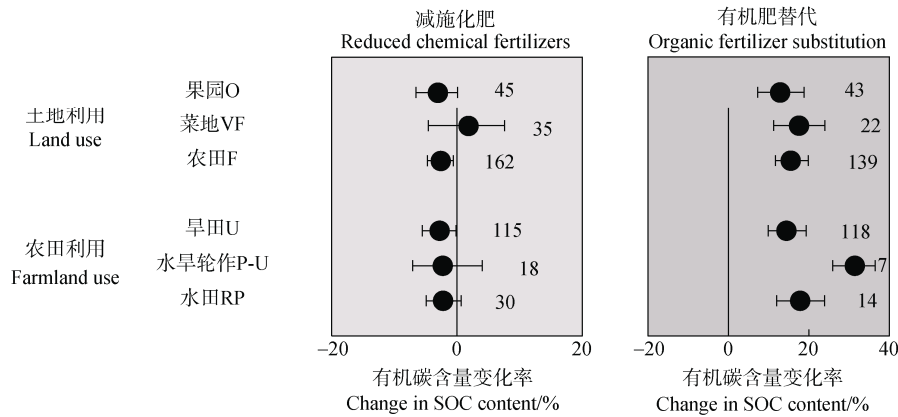 减施化肥
Reduced chemical fertilizers
有机肥替代
Organic fertilizer substitution
土地利用
Land use
果园O
45
43
菜地VF
35
22
农田F
162
139
农田利用
Farmland use
旱田U
115
118
水旱轮作P-U
18
7
水田RP
30
14
−20
0
20
−20
0
20
40
有机碳含量变化率
Change in SOC content/%
有机碳含量变化率
Change in SOC content/%